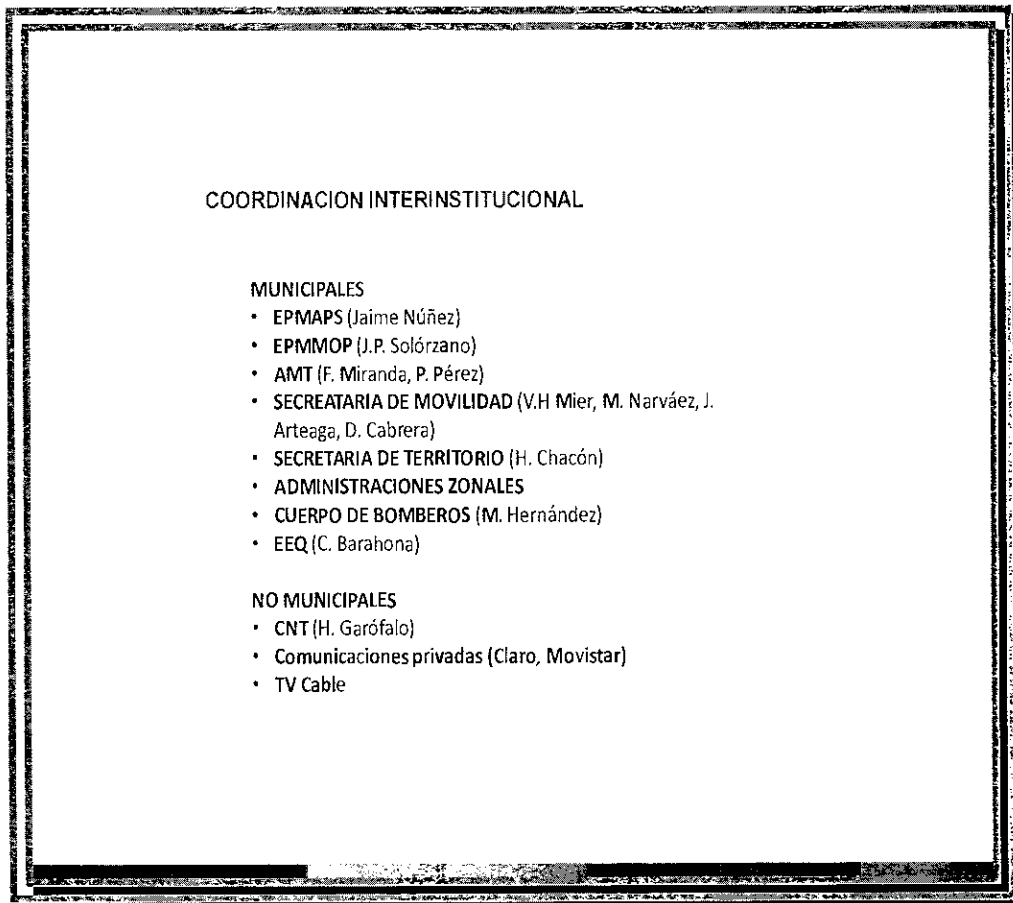 COORDINACION INTERINSTITUCIONAL
MUNICIPALES
• EPMAPS (Jaime Núñez)
• EPMMOP (J.P. Solórzano)
• AMT (F. Miranda, P. Pérez)
• SECREATARIA DE MOVILIDAD (V.H Mier, M. Narváez, J.
Arteaga, D. Cabrera)
• SECRETARIA DE TERRITORIO (H. Chacón)
• ADMINISTRACIONES ZONALES
• CUERPO DE BOMBEROS (M. Hernández)
• EEQ (C. Barahona)
NO MUNICIPALES
• CNT (H. Garófalo)
• Comunicaciones privadas (Claro, Movistar)
• TV Cable